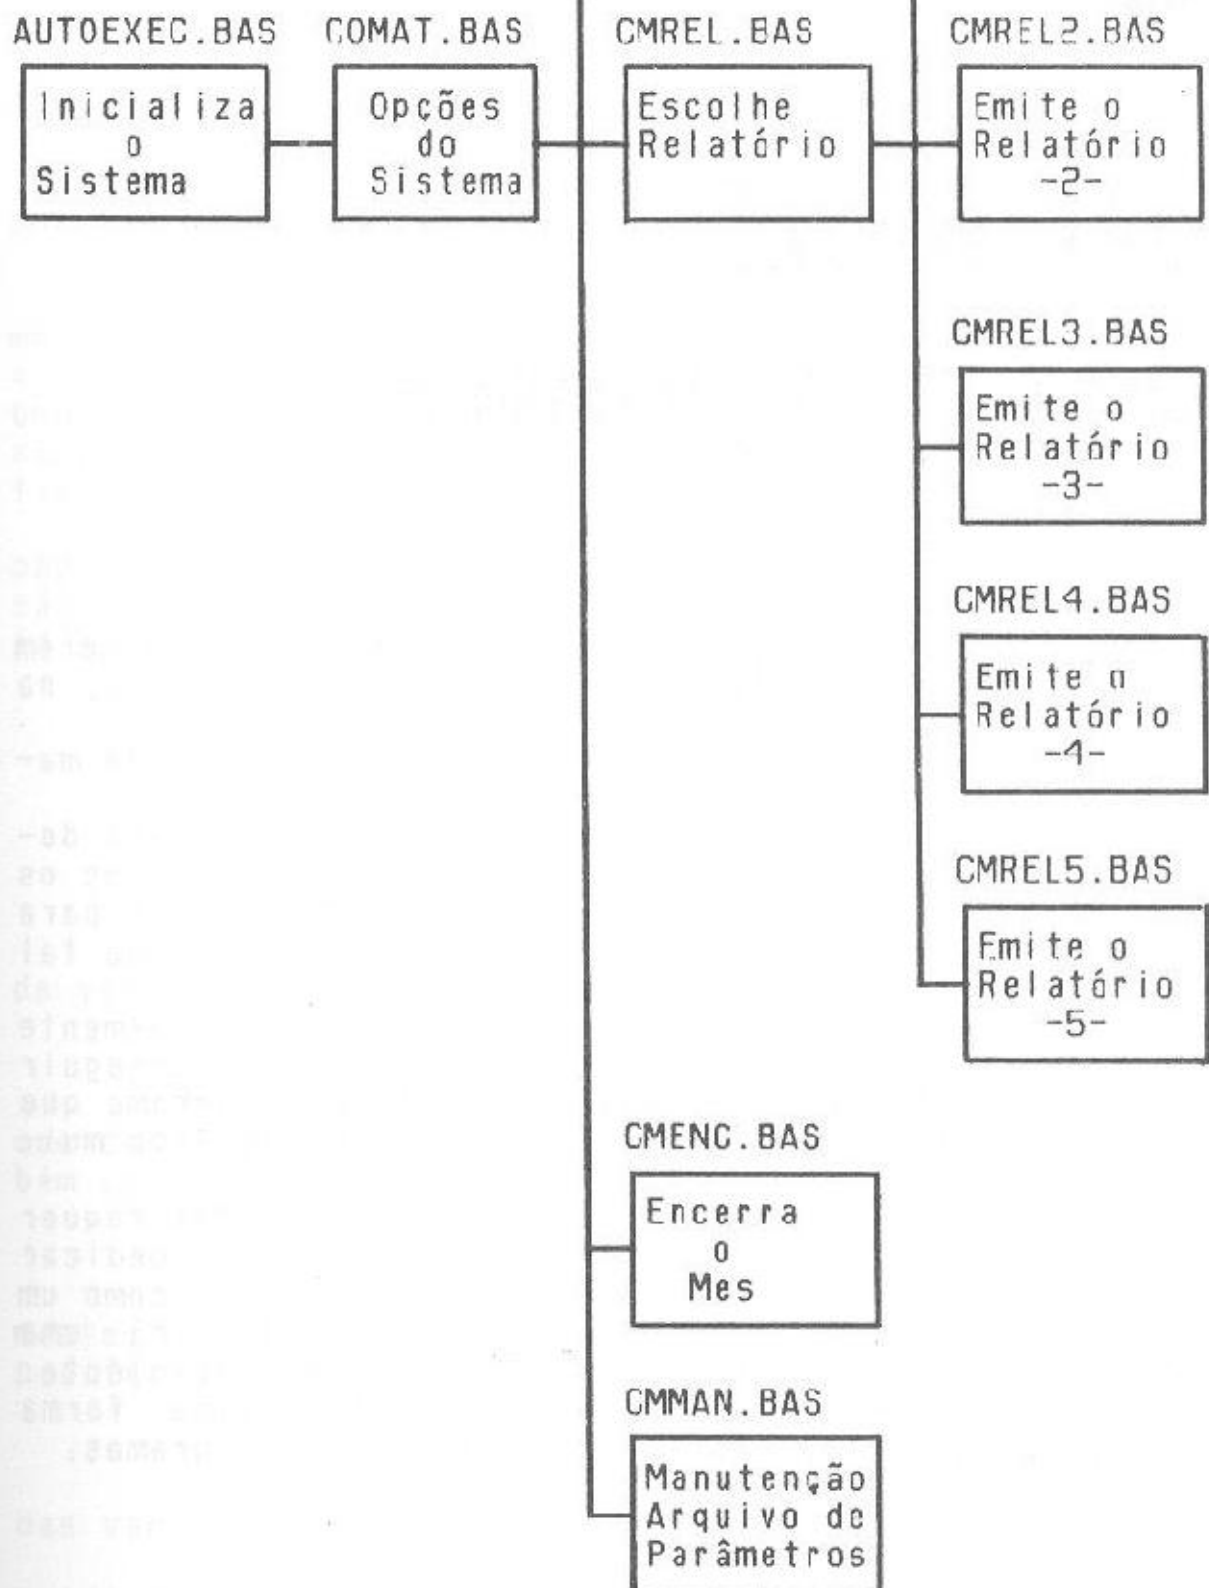 AUTOEXEC.BAS
Inicializa
o
Sistema
COMAT.BAS
Opções
do
Sistema
CMREL.BAS
Escolhe
Relatório
CMREL2.BAS
Emite o
Relatório
-2-
CMREL3.BAS
Emite o
Relatório
-3-
CMREL4.BAS
Emite o
Relatório
-4-
CMREL5.BAS
Emite o
Relatório
-5-
CMENC.BAS
Encerra
o
Mes
CMMAN.BAS
Manutenção
Arquivo de
Parâmetros